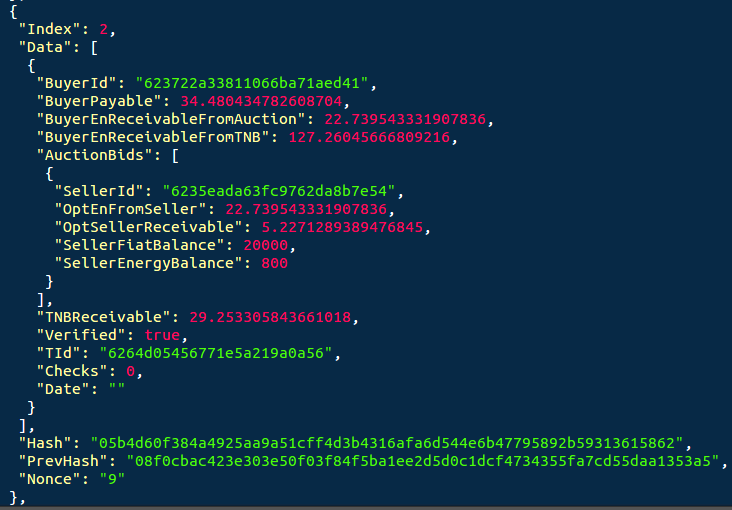 {
"Index": 2,
"Data": [
{
"BuyerId": "623722a33811066ba71aed41",
"BuyerPayable": 34.480434782608704,
"BuyerEnReceivableFromAuction": 22.739543331907836,
"BuyerEnReceivableFromTNB": 127.26045666809216,
"AuctionBids": [
{
"SellerId": "6235eada63fc9762da8b7e54",
"OptEnFromSeller": 22.739543331907836,
"OptSellerReceivable": 5.2271289389476845,
"SellerFiatBalance": 20000,
"SellerEnergyBalance": 800
}
],
"TNBReceivable": 29.253305843661018,
"Verified": true,
"TId": "6264d05456771e5a219a0a56",
"Checks": 0,
"Date": ""
}
],
"Hash": "05b4d60f384a4925aa9a51cff4d3b4316afa6d544e6b47795892b59313615862",
"PrevHash": "08f0cbac423e303e50f03f84f5ba1ee2d5d0c1dcf4734355fa7cd55daa1353a5",
"Nonce": "9"
},